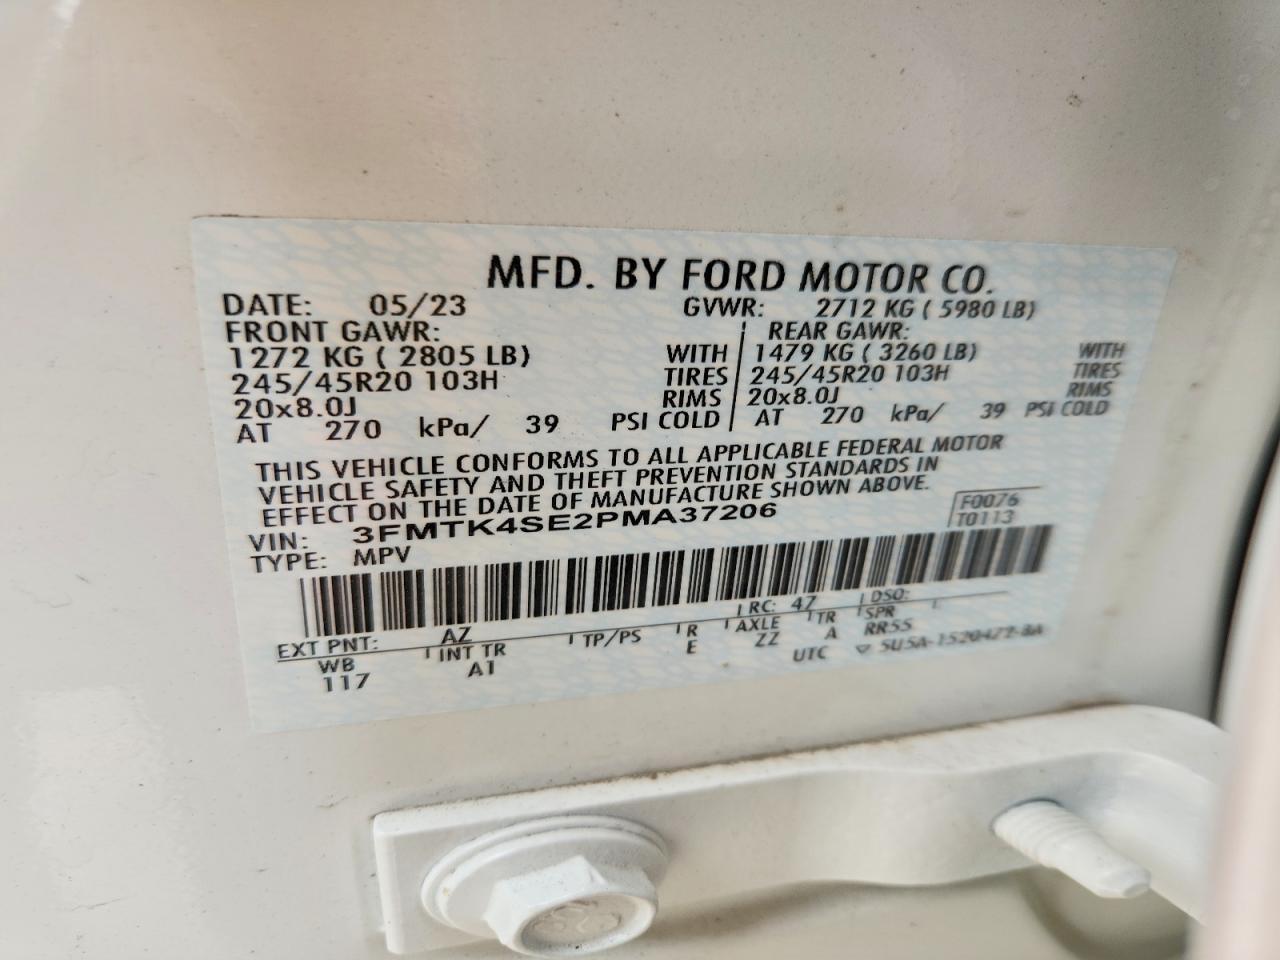 MFD. BY FORD MOTOR CO.
DATE: 05/23 GVWR: 2712 KG ( 5980 LB)
FRONT GAWR: REAR GAWR:
1272 KG ( 2805 LB) WITH 1479 KG ( 3260 LB) WITH
245/45R20 103H TIRES 245/45R20 103H TIRES
20x8.0J RIMS 20x8.0J RIMS
AT 270 kPa/ 39 PSI COLD AT 270 kPa/ 39 PSI COLD
THIS VEHICLE CONFORMS TO ALL APPLICABLE FEDERAL MOTOR
VEHICLE SAFETY AND THEFT PREVENTION STANDARDS IN
EFFECT ON THE DATE OF MANUFACTURE SHOWN ABOVE.
VIN: 3FMTK4SE2PMA37206 F0076
TYPE: MPV T0113
EXT PNT: AZ RC: 47 DSO:
WB INT TR TP/PS R AXLE TR SPR
117 A1 E ZZ A RR55
UTC